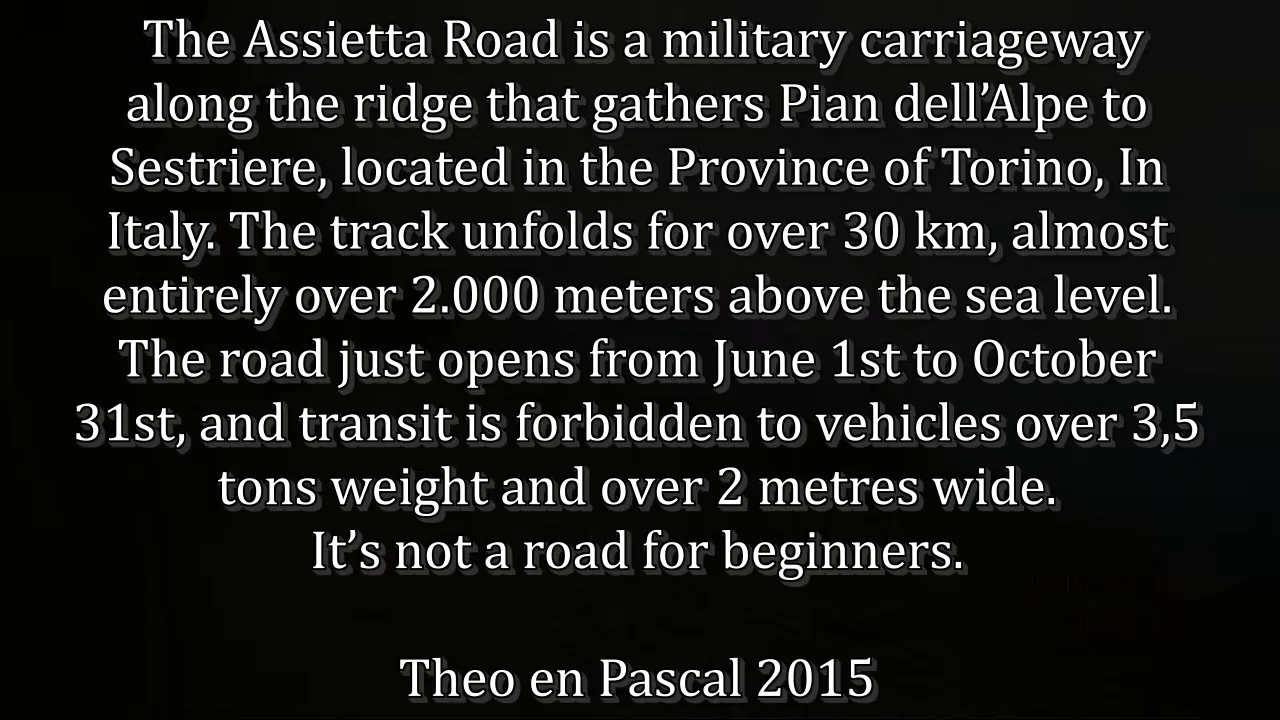 The Assietta Road is a military carriageway
along the ridge that gathers Pian dell’Alpe to
Sestriere, located in the Province of Torino, In
Italy. The track unfolds for over 30 km, almost
entirely over 2.000 meters above the sea level.
The road just opens from June 1st to October
31st, and transit is forbidden to vehicles over 3,5
tons weight and over 2 metres wide.
It’s not a road for beginners.
Theo en Pascal 2015